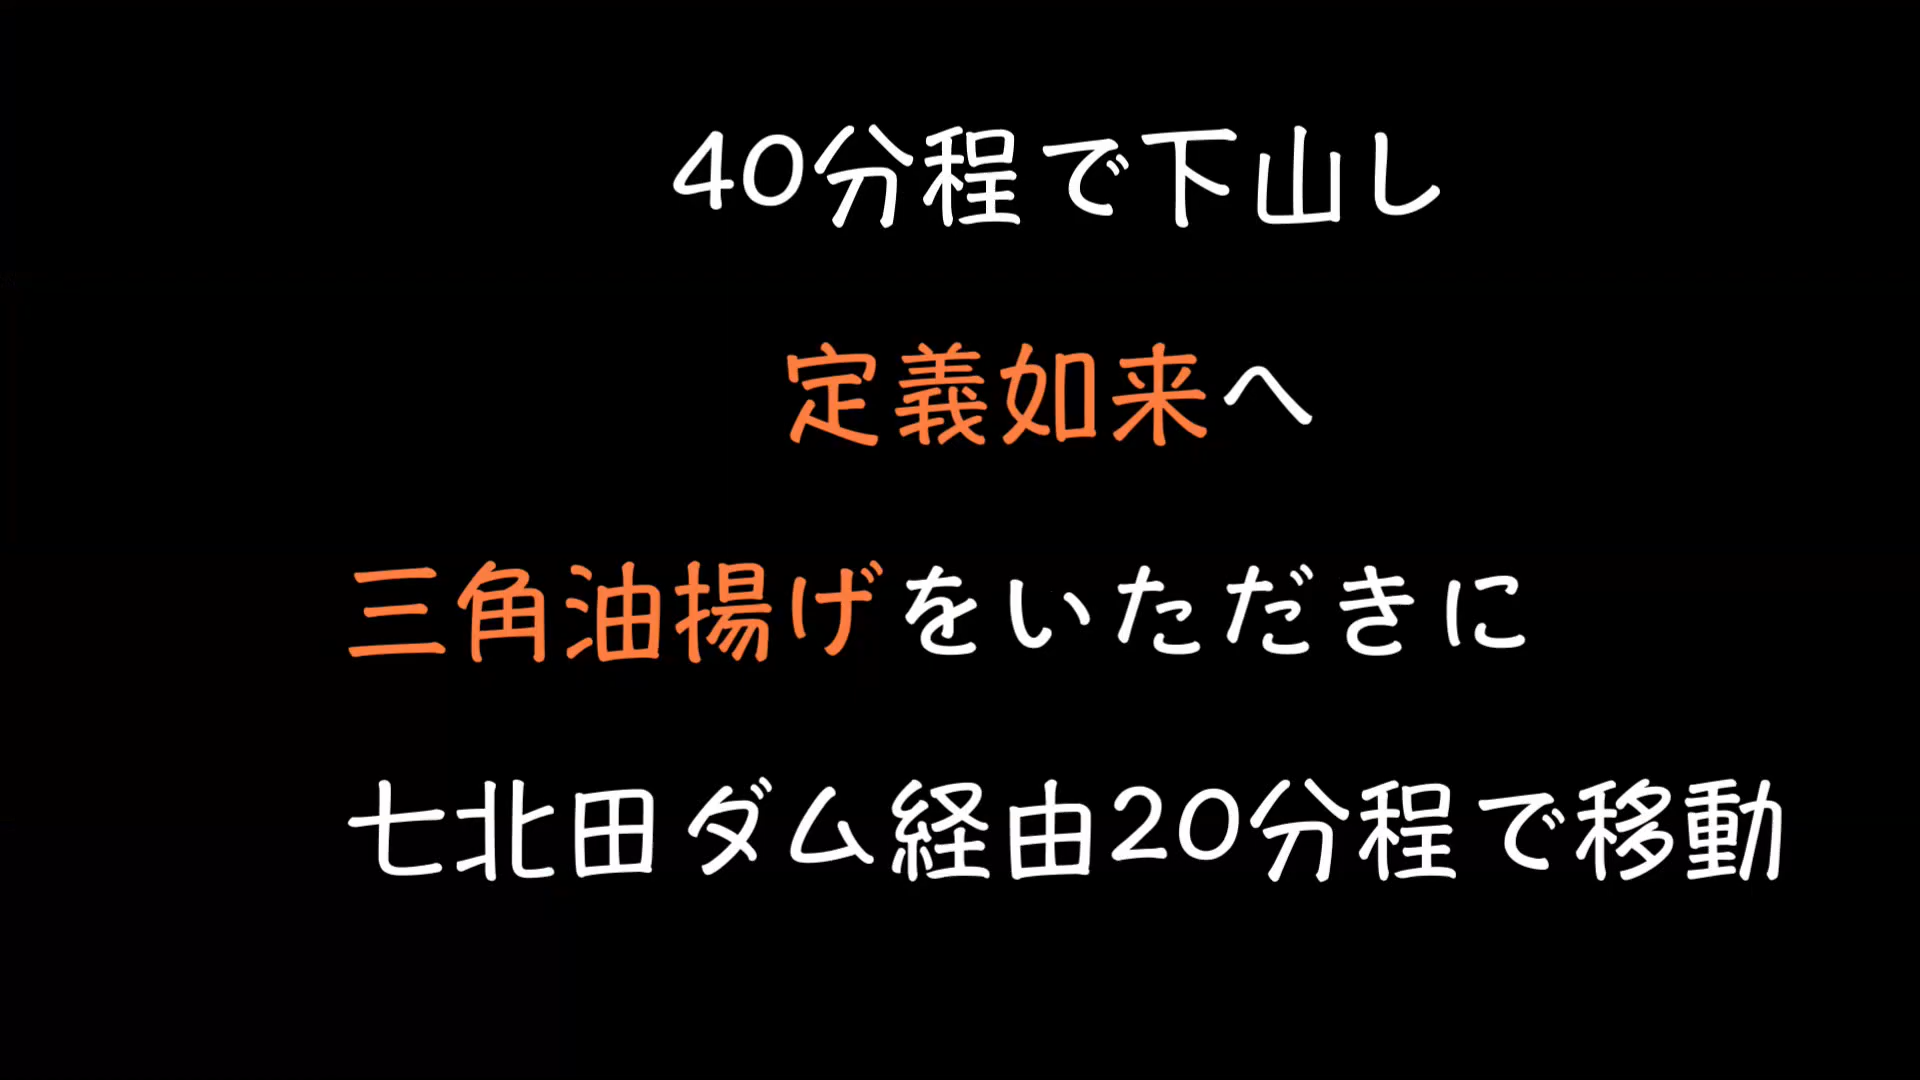 40分程で下山し
定義如来へ
三角油揚げをいただきに
七北田ダム経由20分程で移動